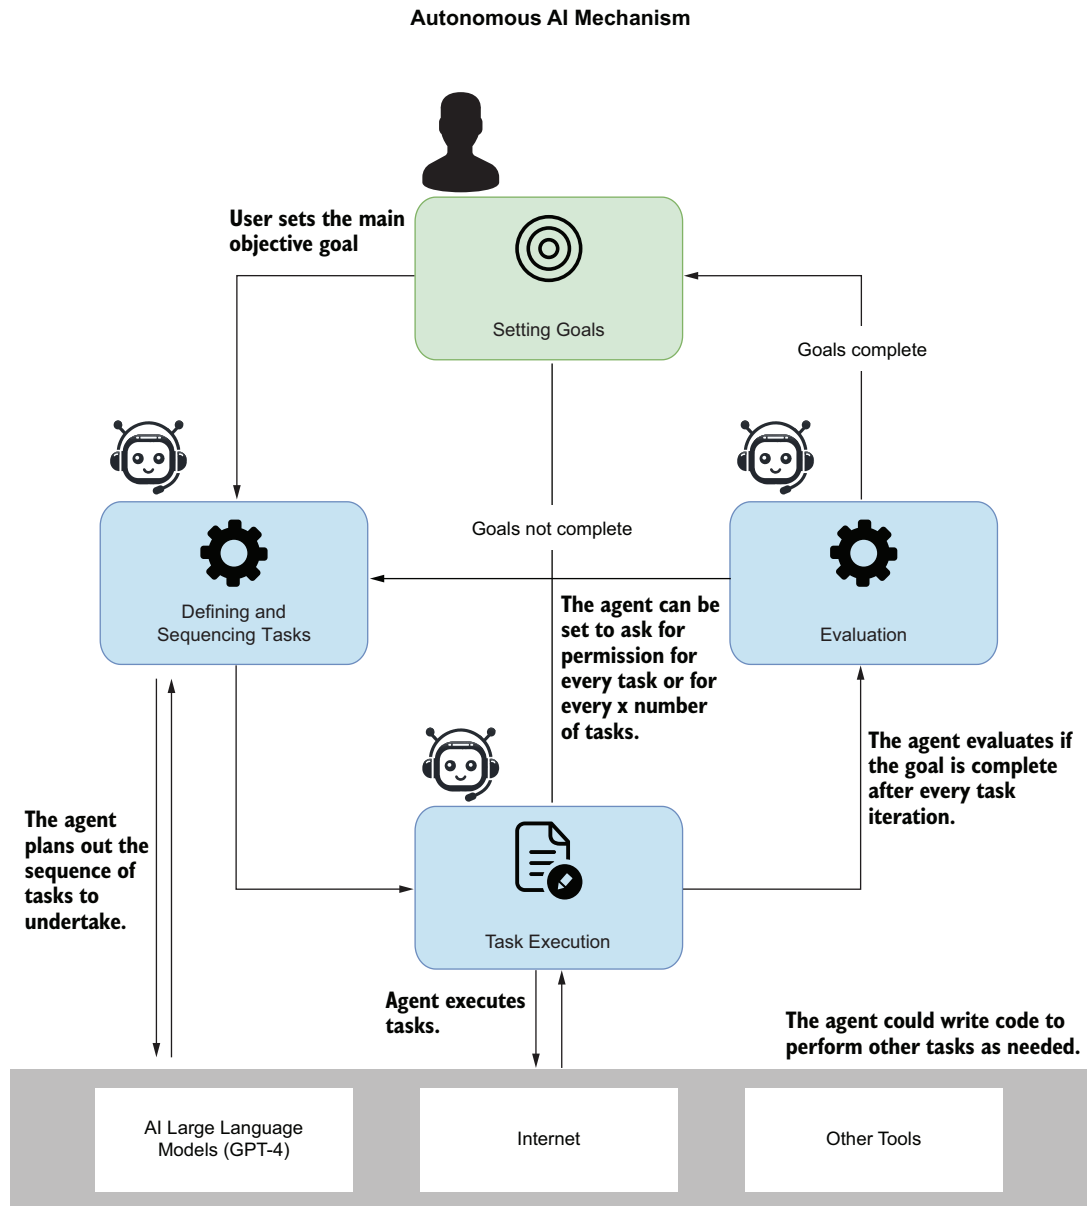 Autonomous AI Mechanism
User sets the main
objective goal
Setting Goals
Goals complete
Goals not complete
Defining and
Sequencing Tasks
The agent can be
set to ask for
permission for
every task or for
every x number
of tasks.
Evaluation
The agent evaluates if
the goal is complete
after every task
iteration.
The agent
plans out the
sequence of
tasks to
undertake.
Task Execution
Agent executes
tasks.
The agent could write code to
perform other tasks as needed.
AI Large Language
Models (GPT-4)
Internet
Other Tools